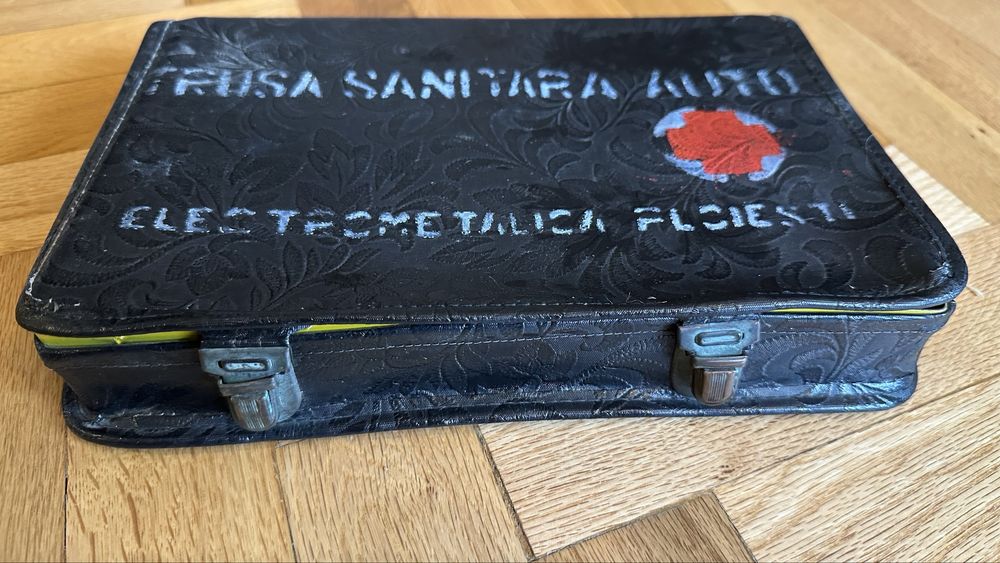 TRUSA SANITARA AUTO
ELECTROMETALICA PLOIESTI